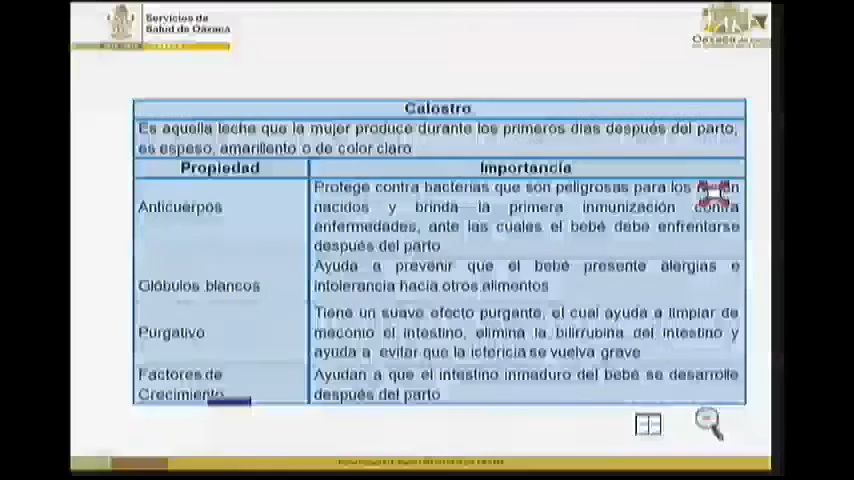 Servicios de
Salud de Oaxaca
Oaxaca
Calostro
Es aquella leche que la mujer produce durante los primeros días después del parto,
es espeso, amarillento o de color claro
Propiedad
Importancia
Anticuerpos
Protege contra bacterias que son peligrosas para los
nacidos y brinda la primera inmunización contra
enfermedades, ante las cuales el bebé debe enfrentarse
después del parto
Glóbulos blancos
Ayuda a prevenir que el bebé presente alergias e
intolerancia hacia otros alimentos
Purgativo
Tiene un suave efecto purgante, el cual ayuda a limpiar de
meconio el intestino, elimina la bilirrubina del intestino y
ayuda a evitar que la ictericia se vuelva grave
Factores de
Crecimiento
Ayudan a que el intestino inmaduro del bebé se desarrolle
después del parto